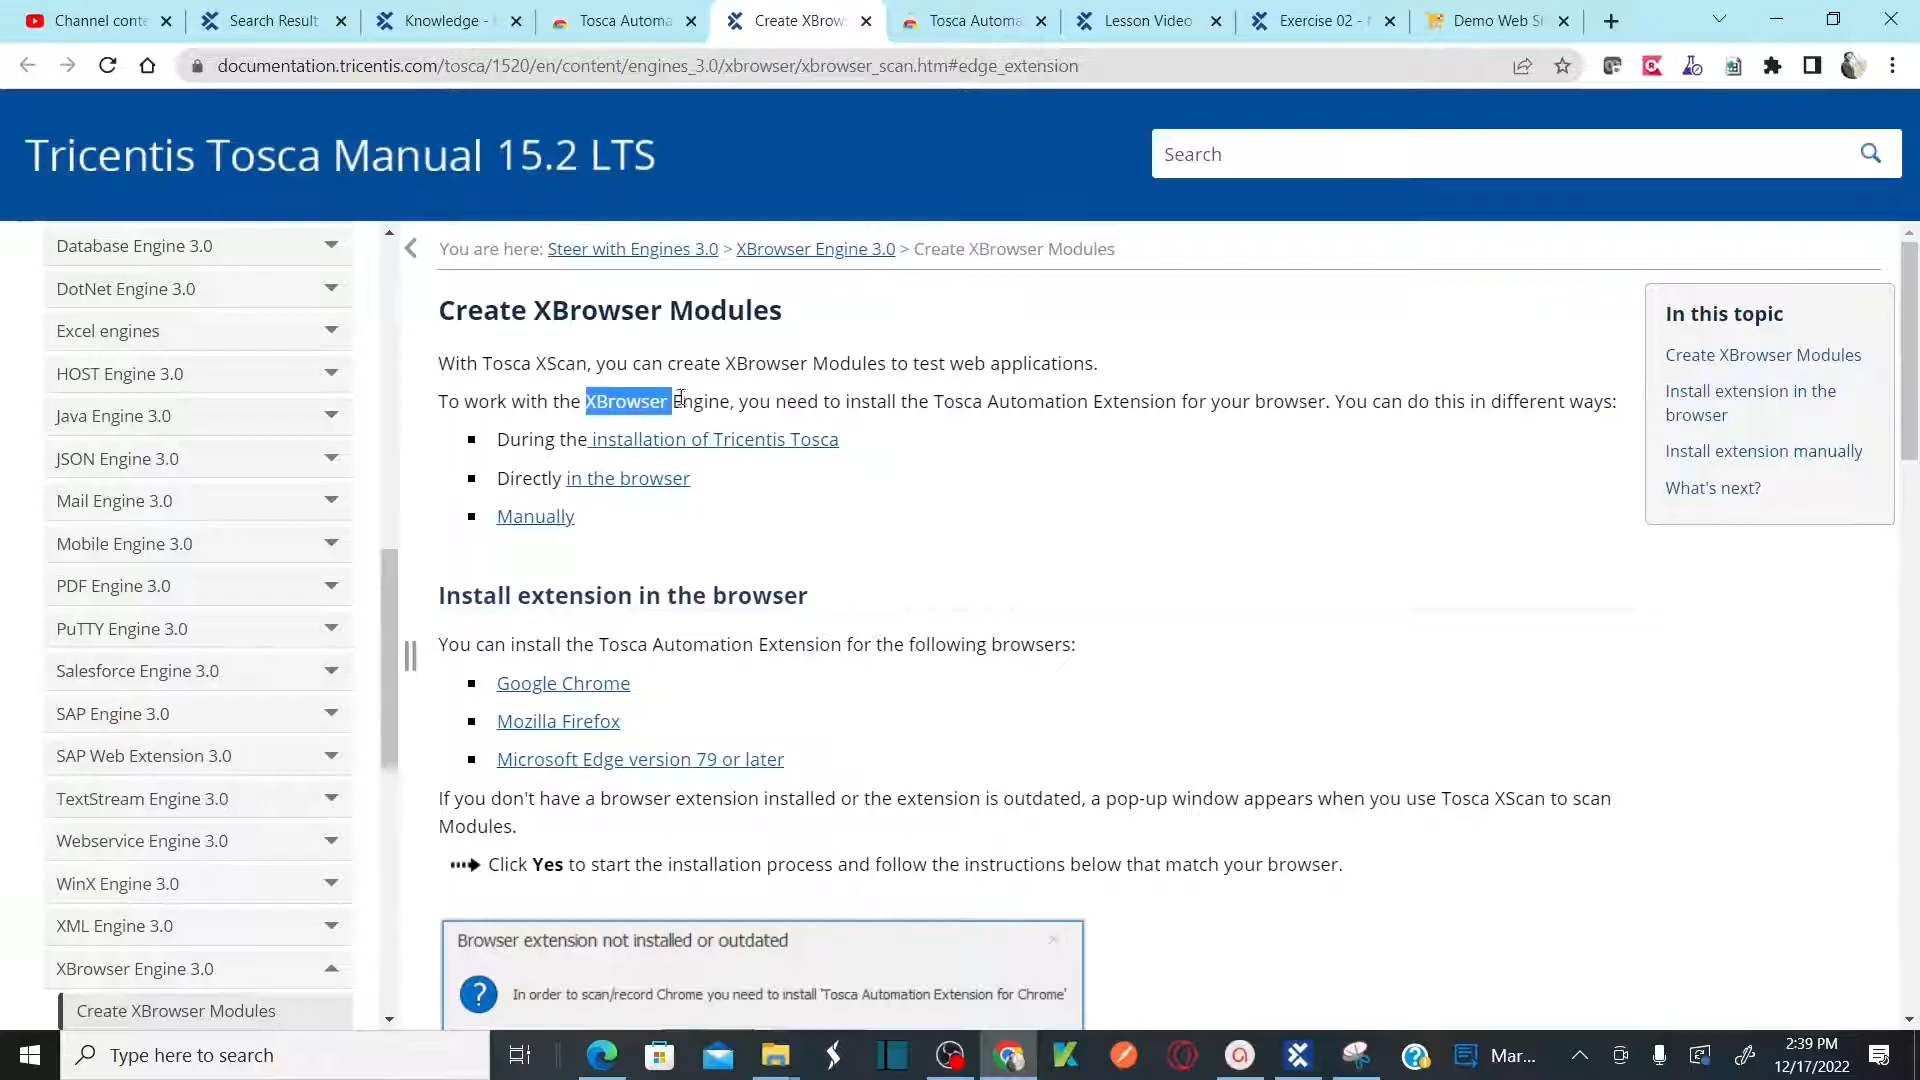 Channel cont
Search Result
Knowledge -
Tosca Automa
Create XBrow
Tosca Automa
Lesson Video
Exercise 02 -
Demo Web S
documentation.tricentis.com/tosca/1520/en/content/engines_3.0/xbrowser/xbrowser_scan.htm#edge_extension
Tricentis Tosca Manual 15.2 LTS
Search
Database Engine 3.0
DotNet Engine 3.0
Excel engines
HOST Engine 3.0
Java Engine 3.0
JSON Engine 3.0
Mail Engine 3.0
Mobile Engine 3.0
PDF Engine 3.0
PuTTY Engine 3.0
Salesforce Engine 3.0
SAP Engine 3.0
SAP Web Extension 3.0
TextStream Engine 3.0
Webservice Engine 3.0
WinX Engine 3.0
XML Engine 3.0
XBrowser Engine 3.0
Create XBrowser Modules
You are here: Steer with Engines 3.0 > XBrowser Engine 3.0 > Create XBrowser Modules
Create XBrowser Modules
With Tosca XScan, you can create XBrowser Modules to test web applications.
To work with the XBrowser Engine, you need to install the Tosca Automation Extension for your browser. You can do this in different ways:
During the installation of Tricentis Tosca
Directly in the browser
Manually
Install extension in the browser
You can install the Tosca Automation Extension for the following browsers:
Google Chrome
Mozilla Firefox
Microsoft Edge version 79 or later
If you don't have a browser extension installed or the extension is outdated, a pop-up window appears when you use Tosca XScan to scan
Modules.
Click Yes to start the installation process and follow the instructions below that match your browser.
Browser extension not installed or outdated
In order to scan/record Chrome you need to install 'Tosca Automation Extension for Chrome'
In this topic
Create XBrowser Modules
Install extension in the
browser
Install extension manually
What's next?
Type here to search
Mar...
2:39 PM
12/17/2022